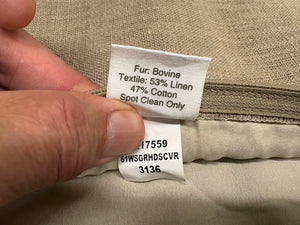 Fur: Bovine
Textile: 53% Linen
47% Cotton
Spot Clean Only
17559
61WSGRHDSCVR
3136